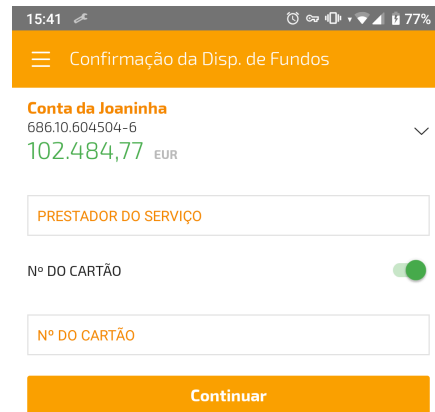 15:41 77%
Confirmação da Disp. de Fundos
Conta da Joaninha
686.10.604504-6
102.484,77 EUR
PRESTADOR DO SERVIÇO
Nº DO CARTÃO
Nº DO CARTÃO
Continuar